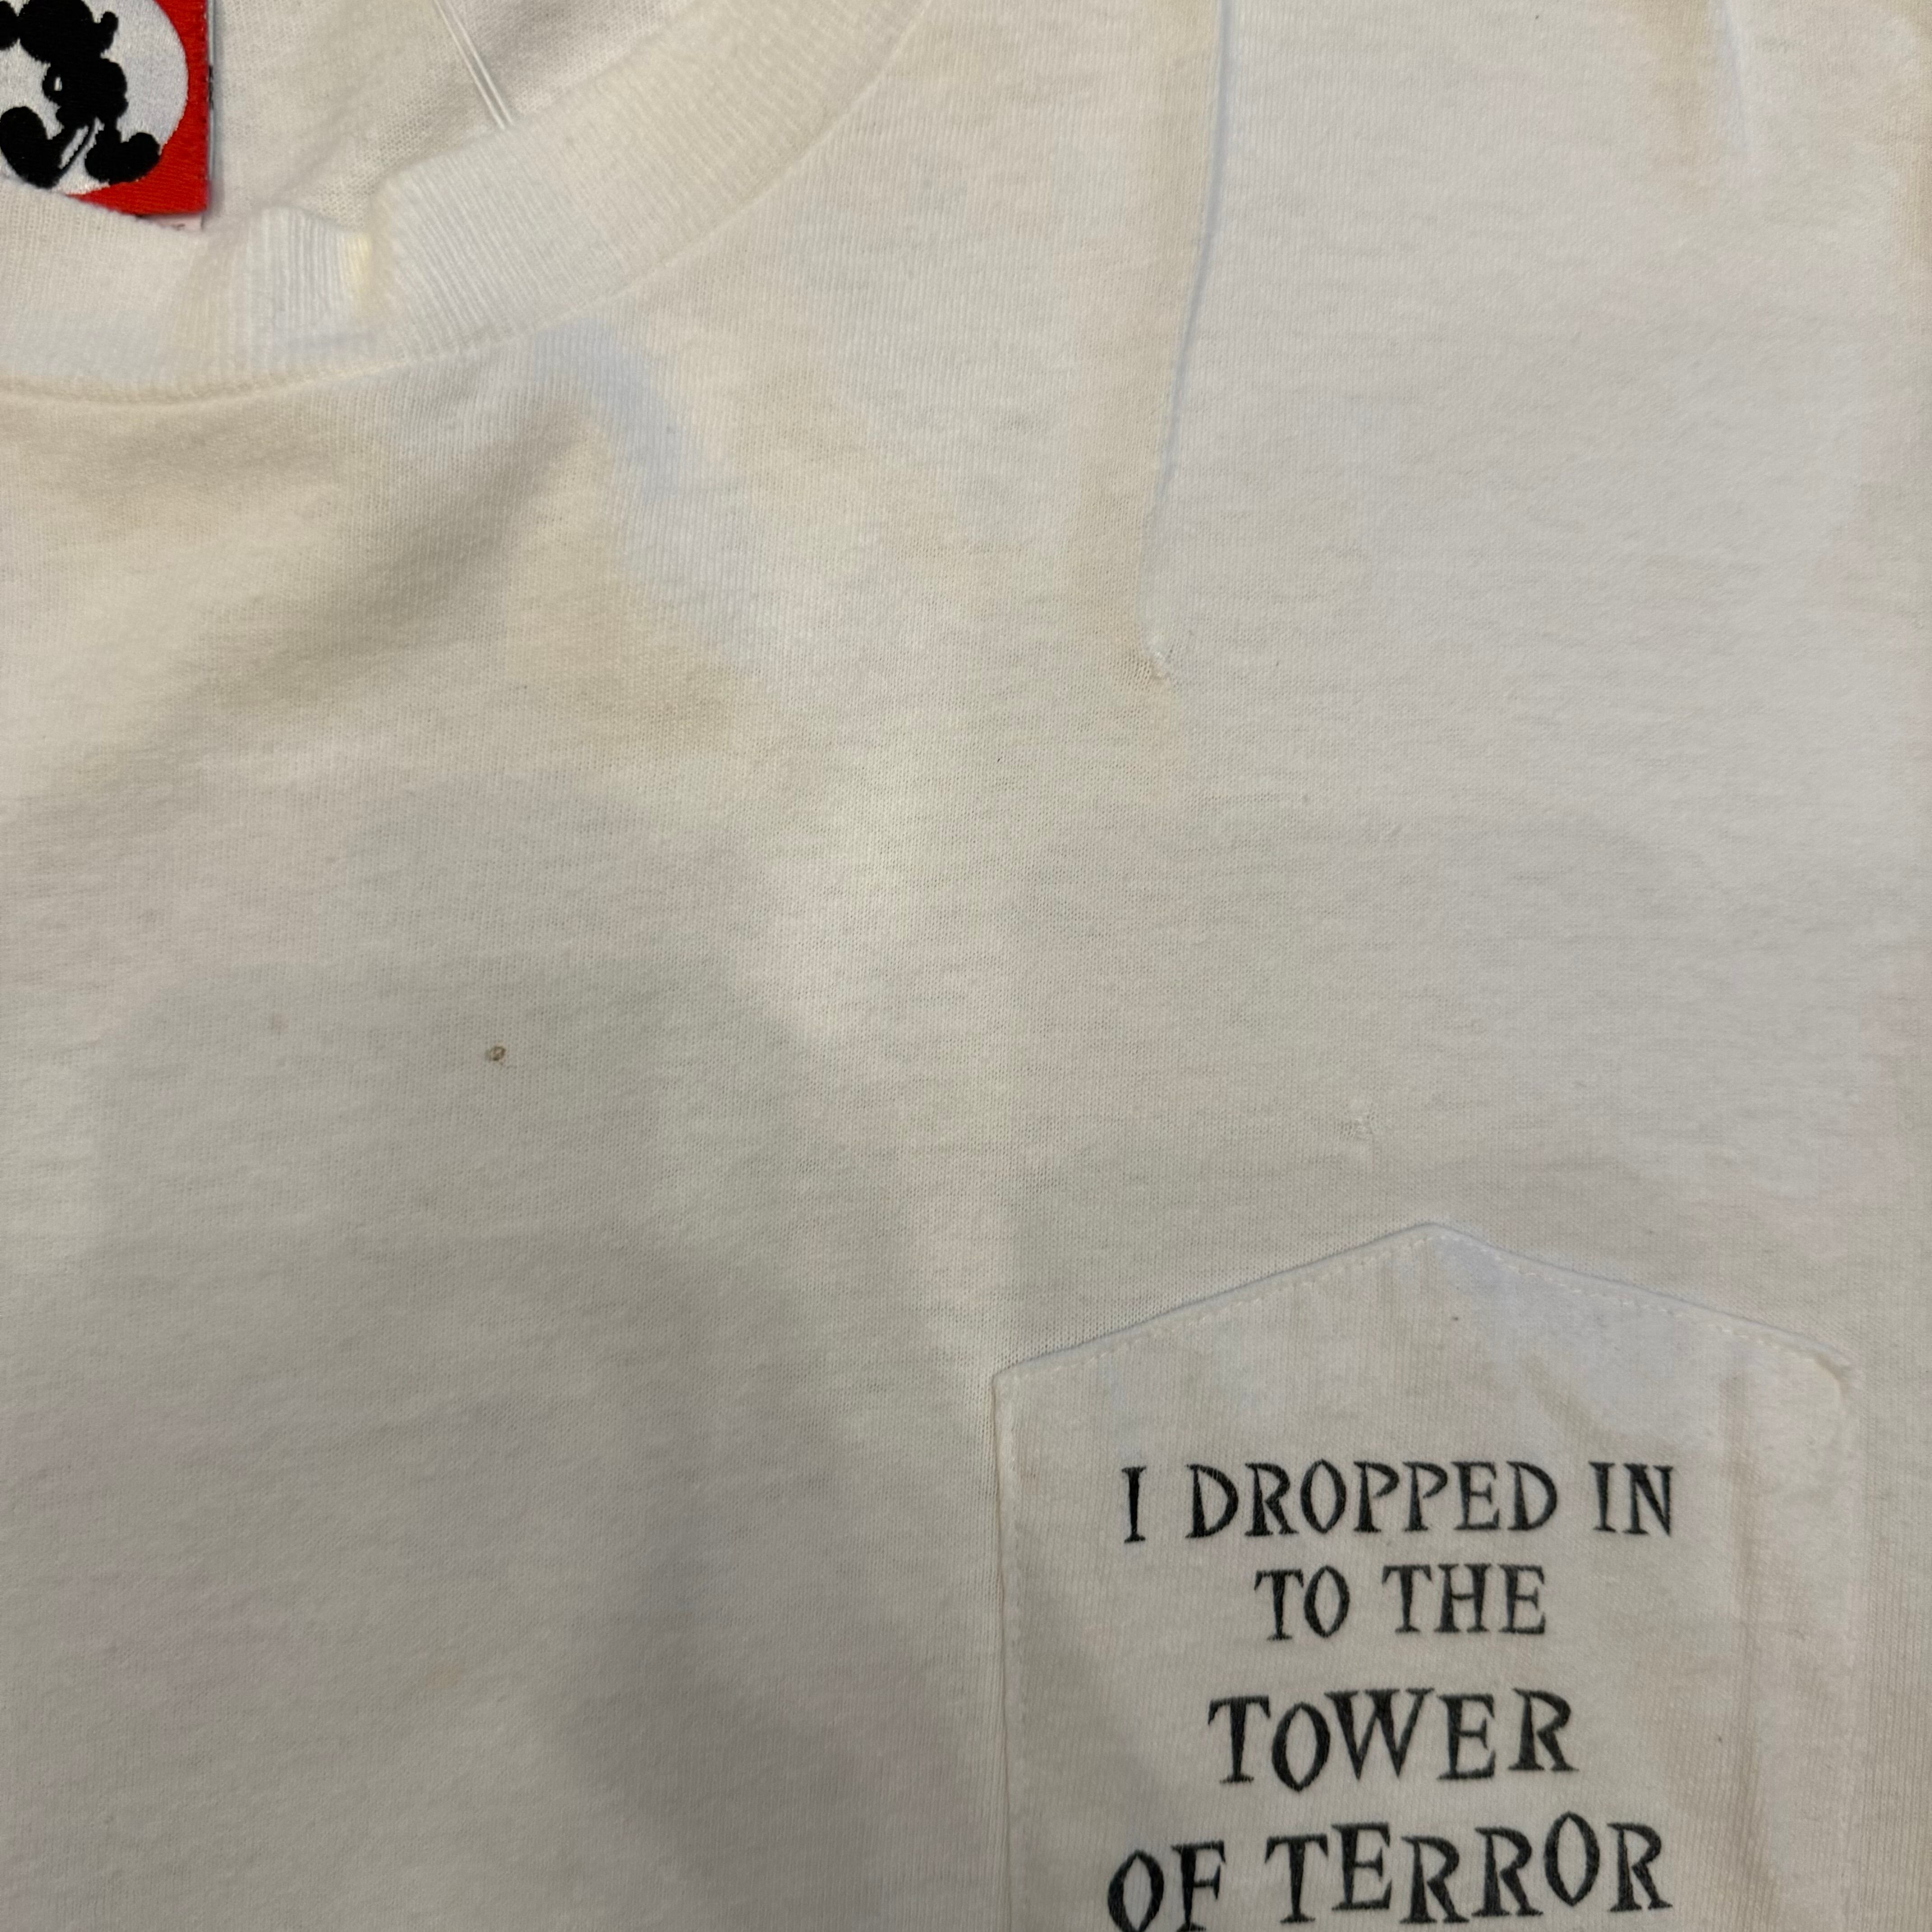 I DROPPED IN
TO THE
TOWER
OF TERROR